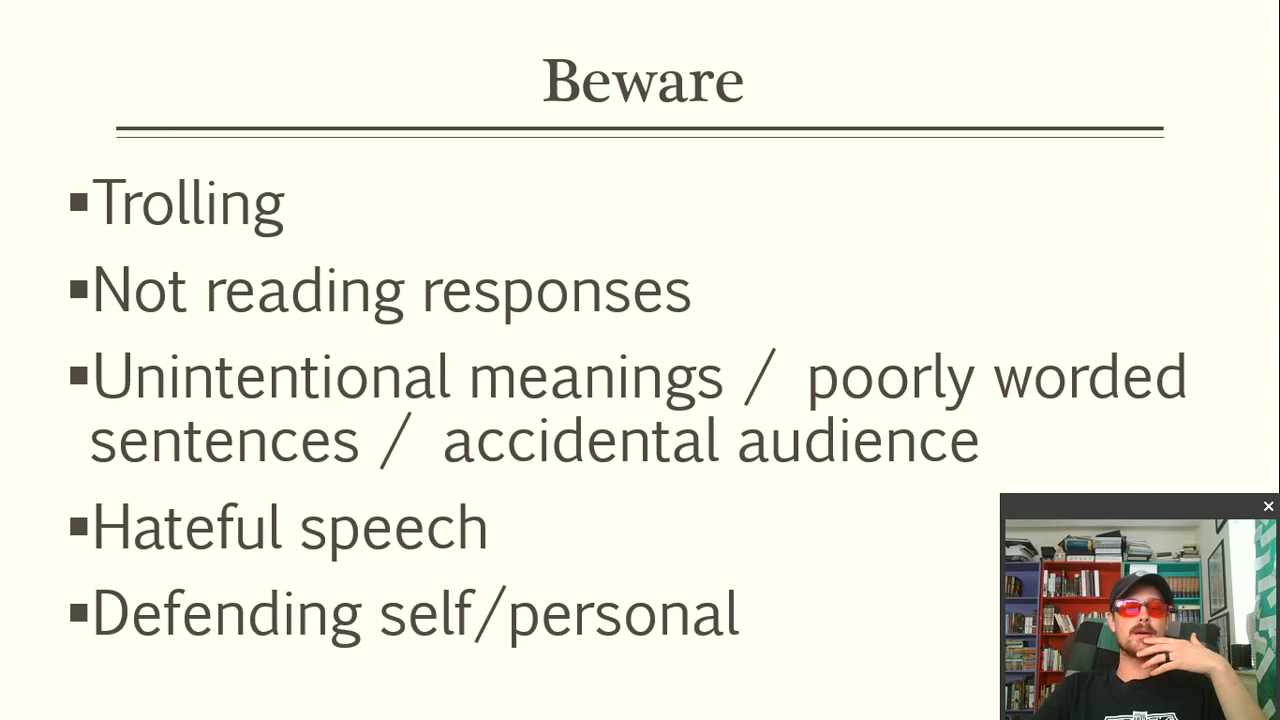 Beware
▪Trolling
▪Not reading responses
▪Unintentional meanings / poorly worded
sentences / accidental audience
▪Hateful speech
▪Defending self/personal